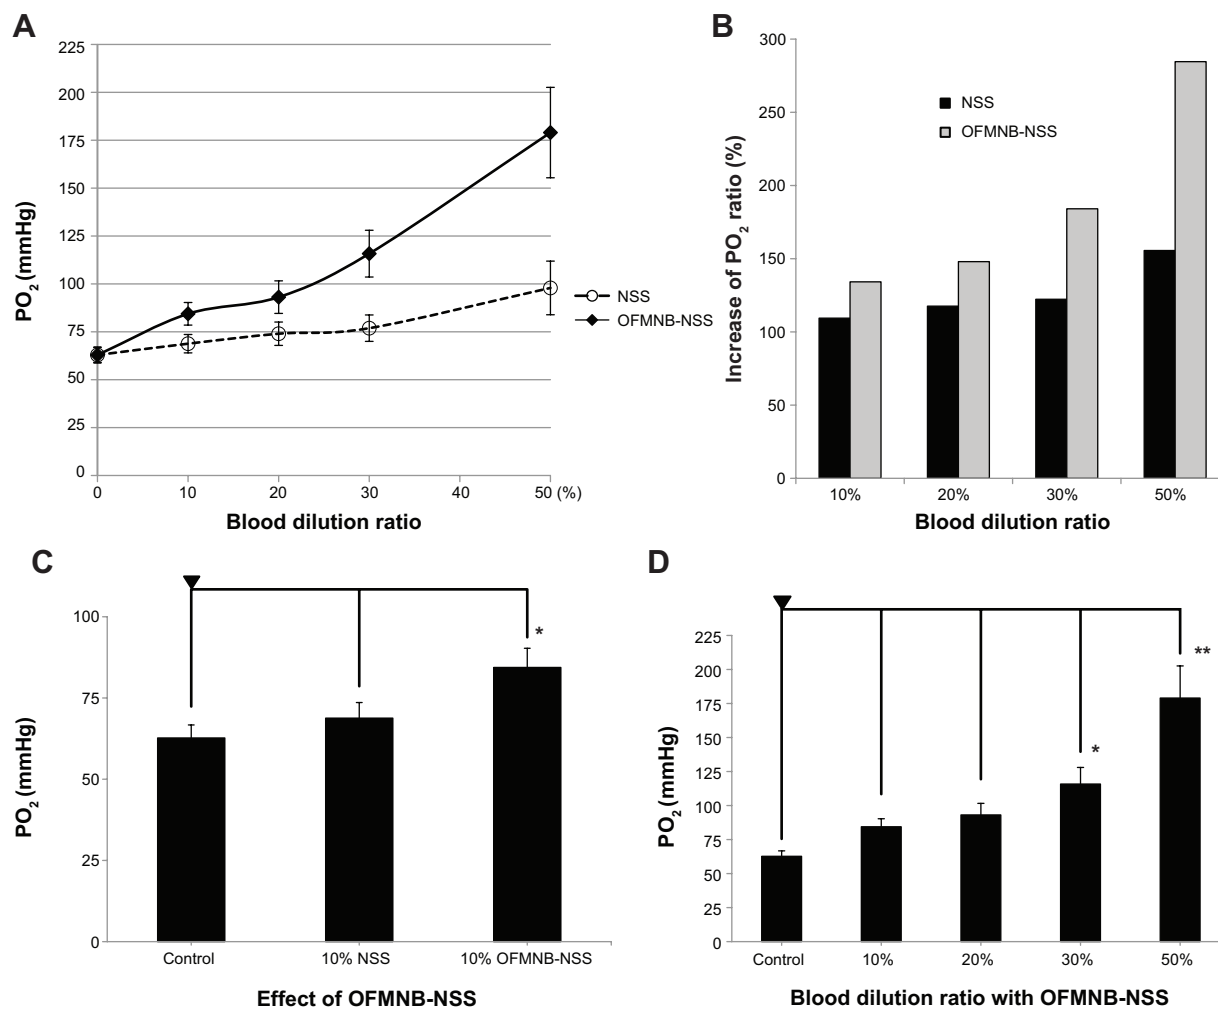 A
225
200
175
150
125
100
75
50
25
0
PO2 (mmHg)
0 10 20 30 40 50 (%)
Blood dilution ratio
NSS
OFMNB-NSS
B
300
250
200
150
100
50
0
Increase of PO2 ratio (%)
NSS
OFMNB-NSS
10% 20% 30% 50%
Blood dilution ratio
C
100
75
50
25
0
PO2 (mmHg)
*
Control 10% NSS 10% OFMNB-NSS
Effect of OFMNB-NSS
D
225
200
175
150
125
100
75
50
25
0
PO2 (mmHg)
*
**
Control 10% 20% 30% 50%
Blood dilution ratio with OFMNB-NSS